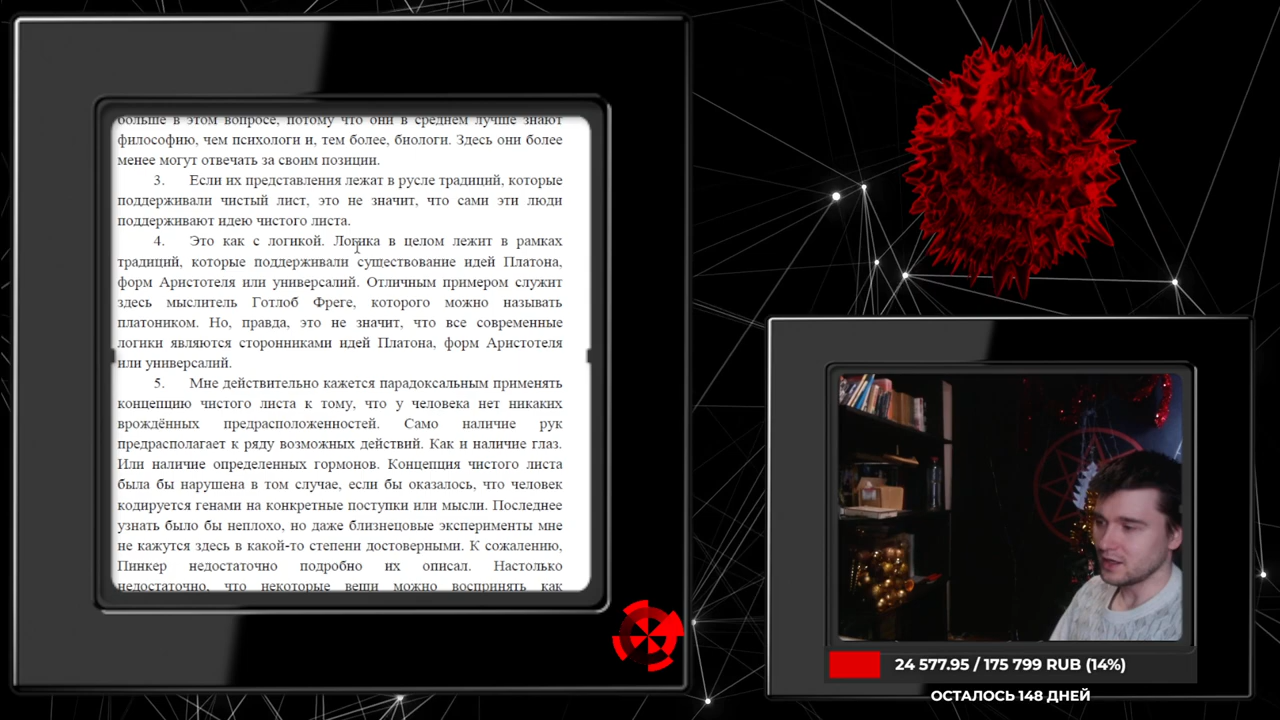 больше в этом вопросе, потому что они в среднем лучше знают
философию, чем психологи и, тем более, биологи. Здесь они более
менее могут отвечать за своим позиции.
3. Если их представления лежат в русле традиций, которые
поддерживали чистый лист, это не значит, что сами эти люди
поддерживают идею чистого листа.
4. Это как с логикой. Логика в целом лежит в рамках
традиций, которые поддерживали существование идей Платона,
форм Аристотеля или универсалий. Отличным примером служит
здесь мыслитель Готлоб Фреге, которого можно называть
платоником. Но, правда, это не значит, что все современные
логики являются сторонниками идей Платона, форм Аристотеля
или универсалий.
5. Мне действительно кажется парадоксальным применять
концепцию чистого листа к тому, что у человека нет никаких
врождённых предрасположенностей. Само наличие рук
предрасполагает к ряду возможных действий. Как и наличие глаз.
Или наличие определенных гормонов. Концепция чистого листа
была бы нарушена в том случае, если бы оказалось, что человек
кодируется генами на конкретные поступки или мысли. Последнее
узнать было бы неплохо, но даже близнецовые эксперименты мне
не кажутся здесь в какой-то степени достоверными. К сожалению,
Пинкер недостаточно подробно их описал. Настолько
недостаточно, что некоторые вещи можно воспринять как
24 577.95 / 175 799 RUB (14%)
ОСТАЛОСЬ 148 ДНЕЙ